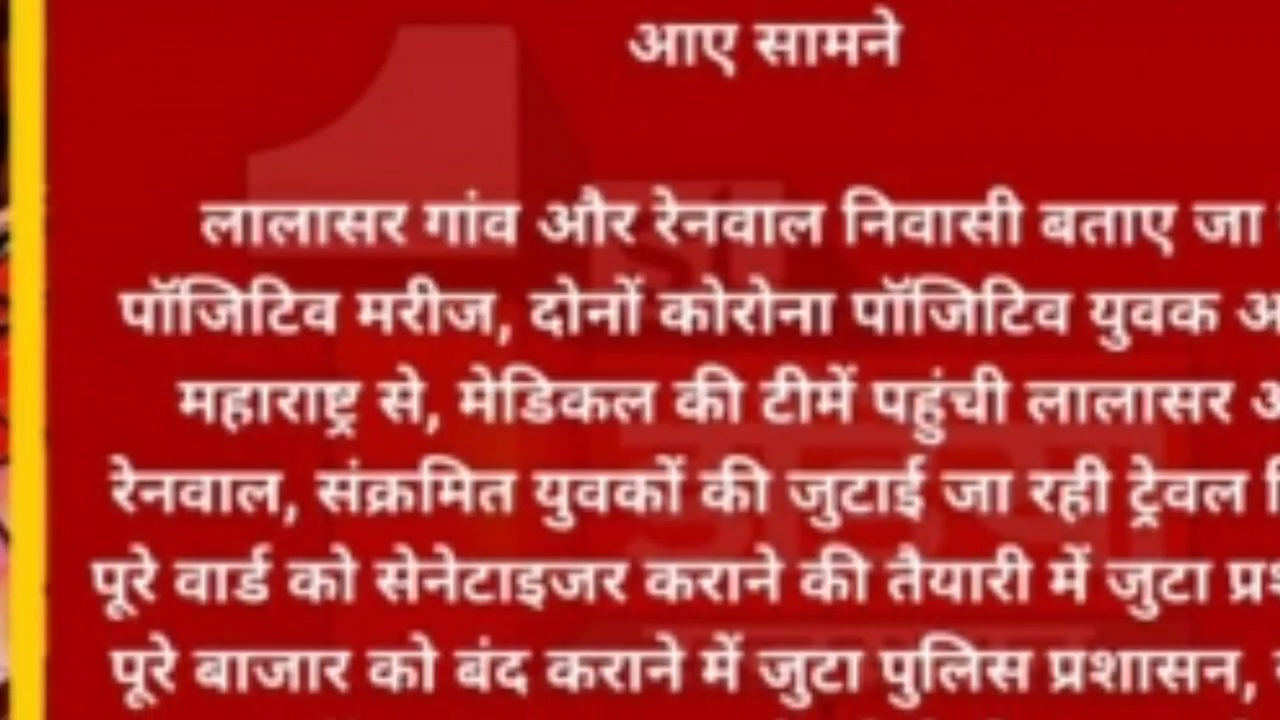 आए सामने
लालासर गांव और रेनवाल निवासी बताए जा
पॉजिटिव मरीज, दोनों कोरोना पॉजिटिव युवक
महाराष्ट्र से, मेडिकल की टीमें पहुंची लालासर
रेनवाल, संक्रमित युवकों की जुटाई जा रही ट्रेवल
पूरे वार्ड को सेनेटाइजर कराने की तैयारी में जुटा
पूरे बाजार को बंद कराने में जुटा पुलिस प्रशासन,